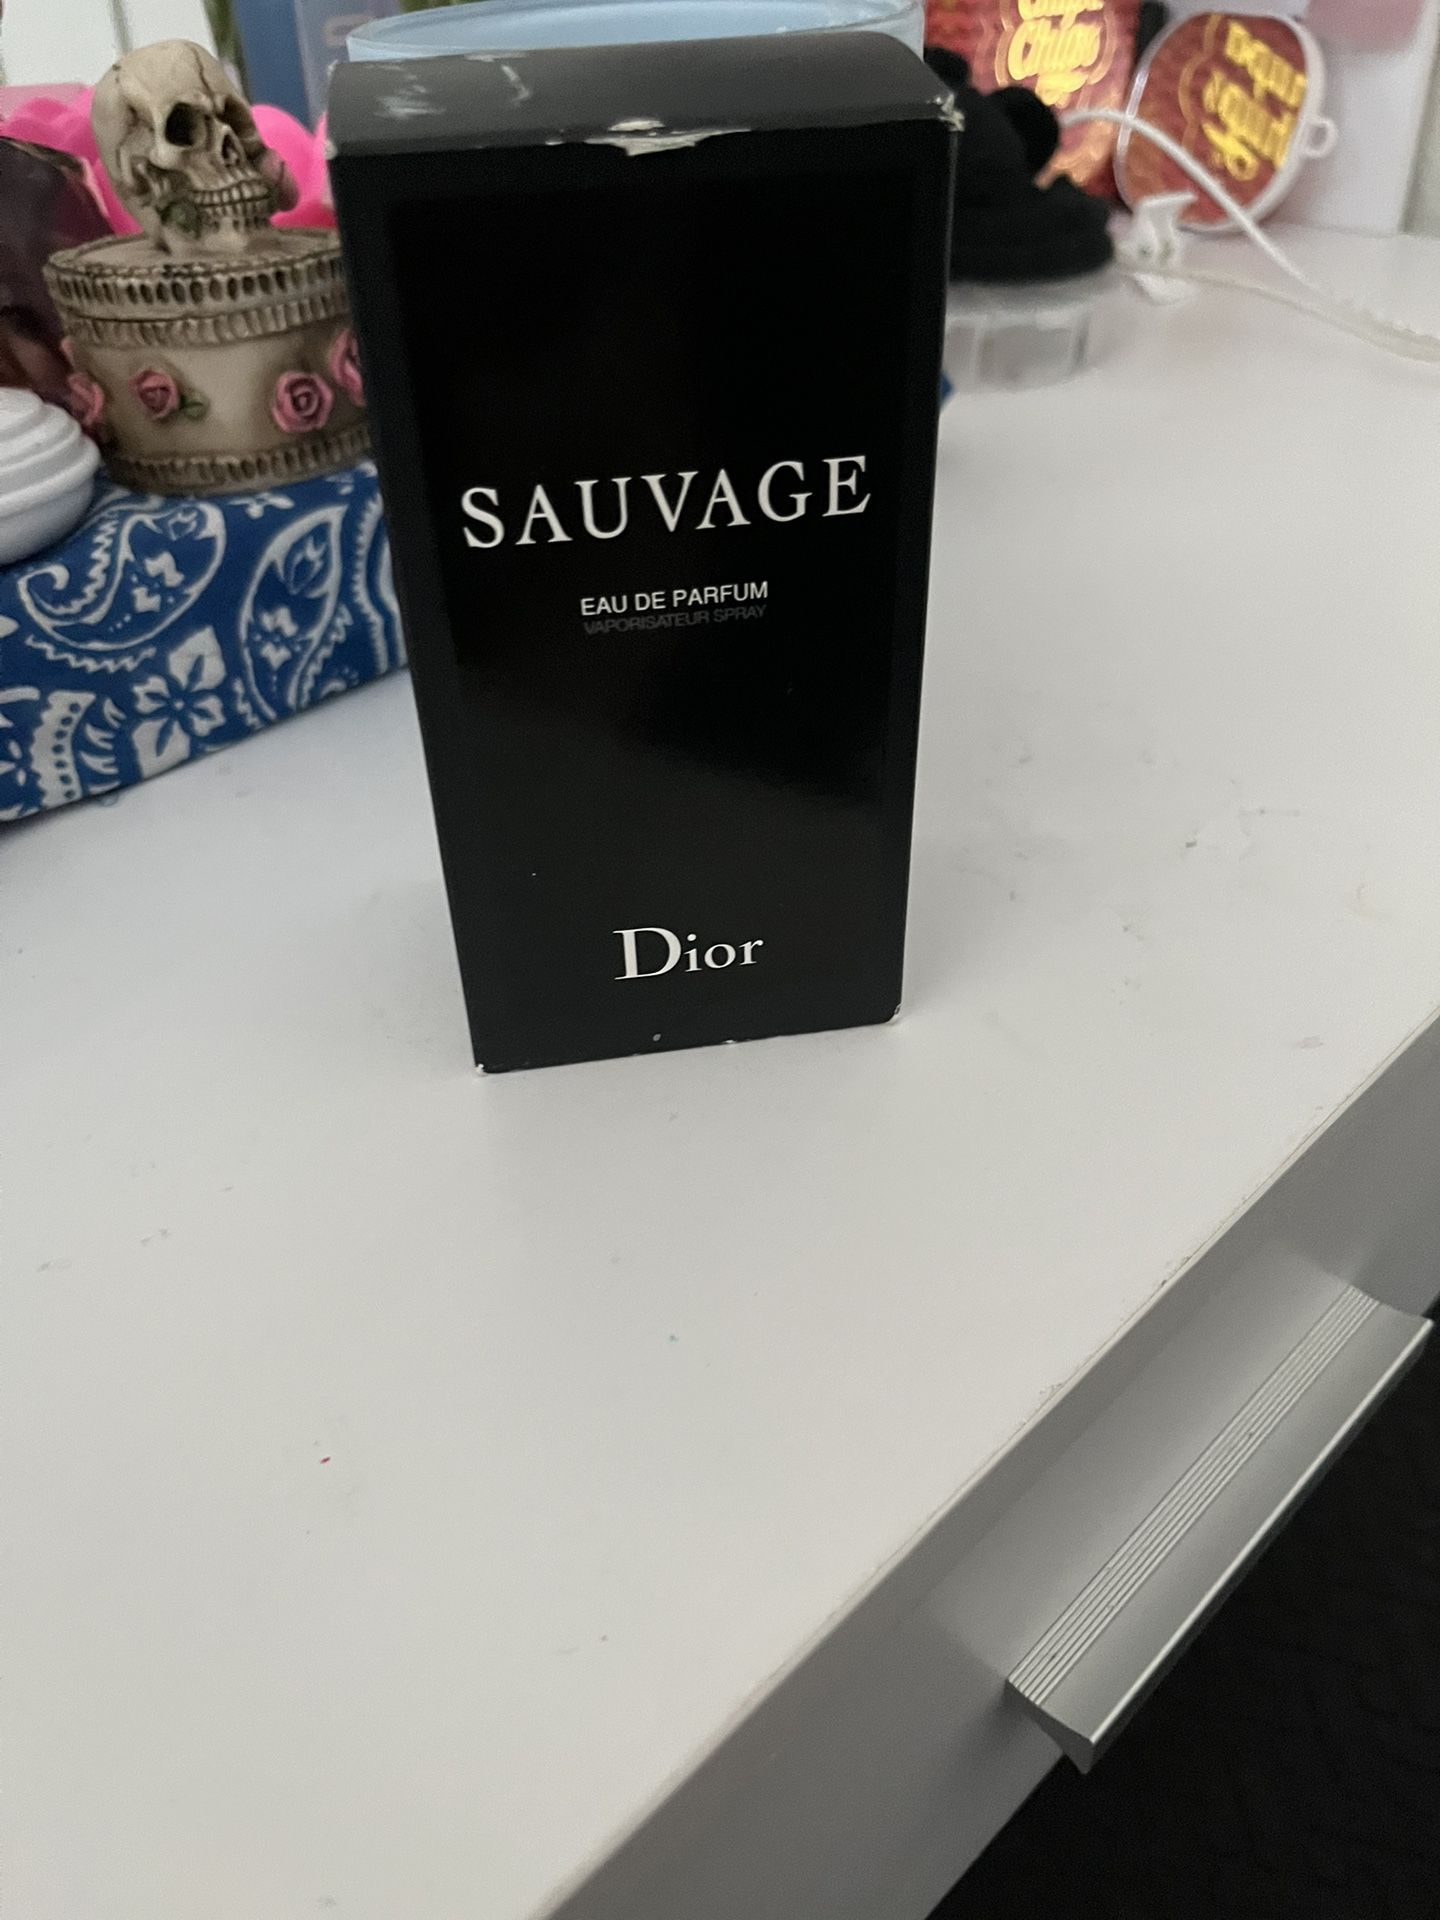 SAUVAGE
EAU DE PARFUM
VAPORISATEUR SPRAY
Dior